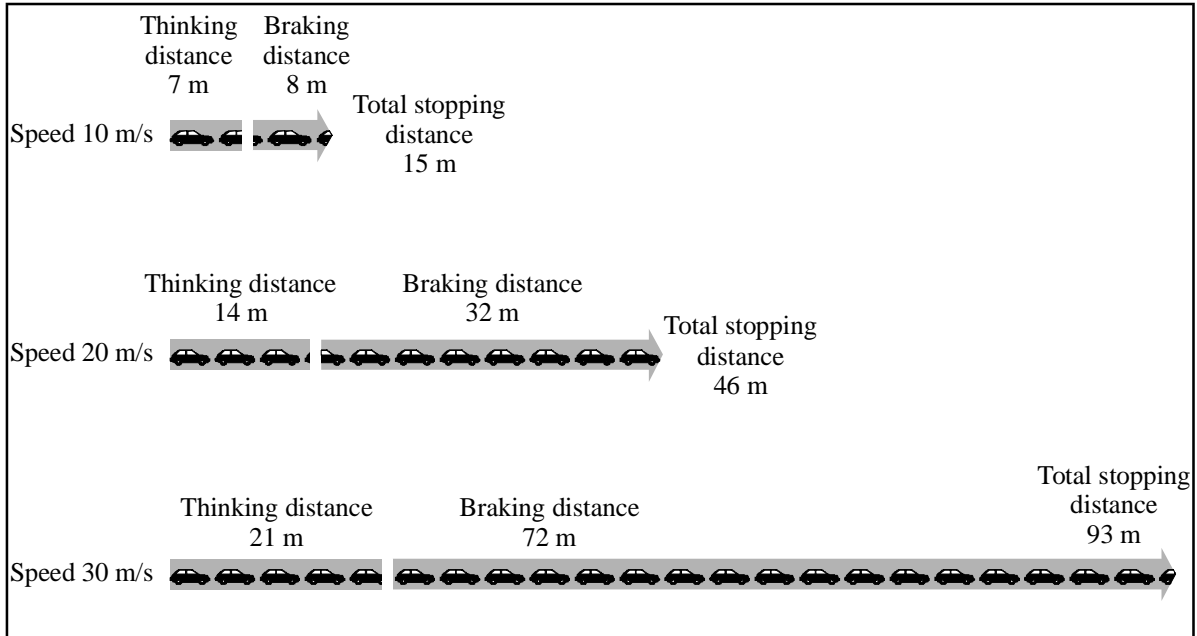 Thinking
distance
7 m
Braking
distance
8 m
Speed 10 m/s
Total stopping
distance
15 m
Thinking distance
14 m
Braking distance
32 m
Speed 20 m/s
Total stopping
distance
46 m
Thinking distance
21 m
Braking distance
72 m
Total stopping
distance
93 m
Speed 30 m/s